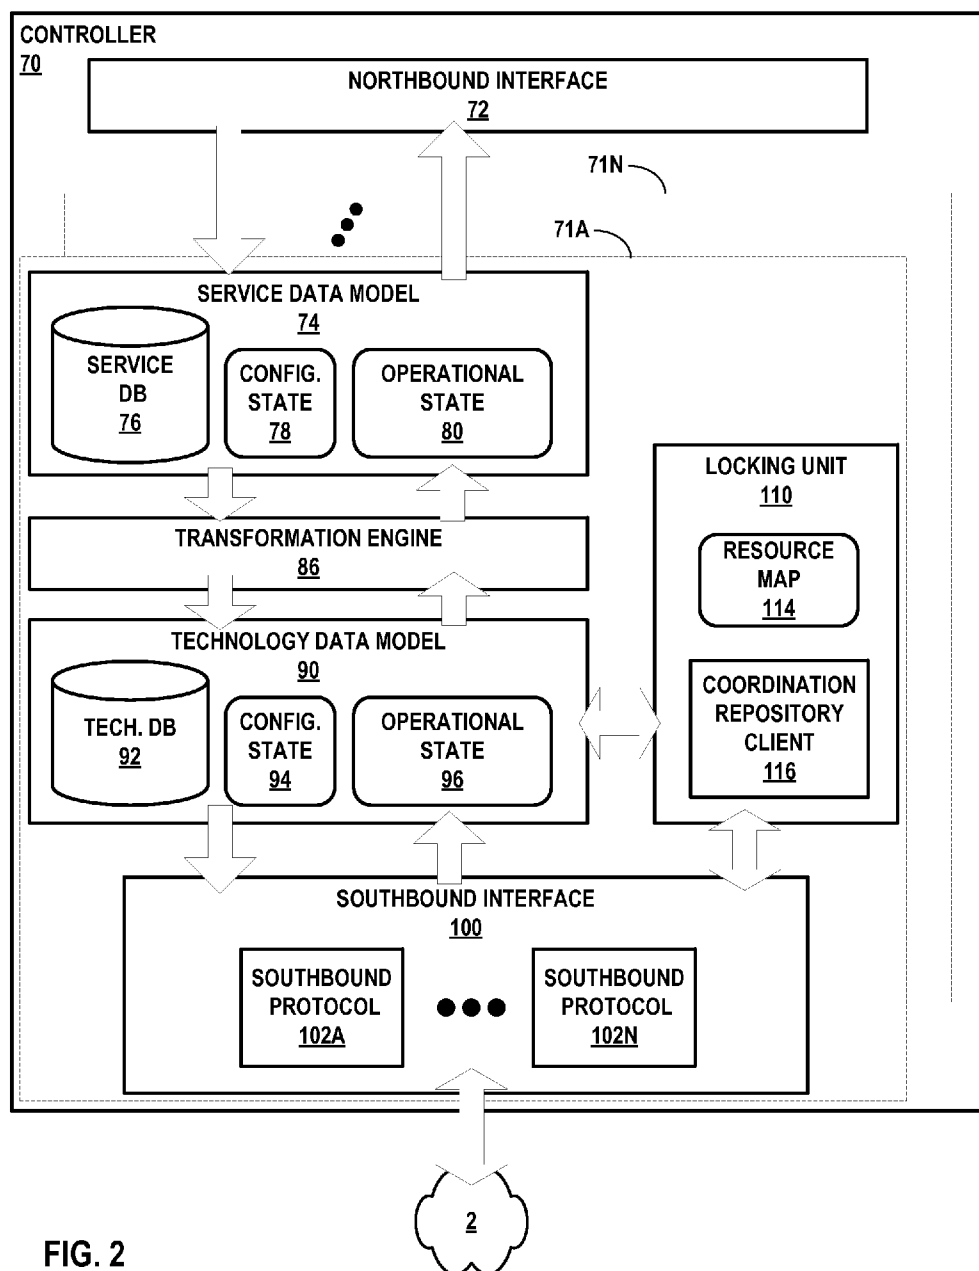 CONTROLLER
70
NORTHBOUND INTERFACE
72
71N
71A
SERVICE DATA MODEL
74
SERVICE
DB
76
CONFIG.
STATE
78
OPERATIONAL
STATE
80
LOCKING UNIT
110
RESOURCE
MAP
114
COORDINATION
REPOSITORY
CLIENT
116
TRANSFORMATION ENGINE
86
TECHNOLOGY DATA MODEL
90
TECH. DB
92
CONFIG.
STATE
94
OPERATIONAL
STATE
96
SOUTHBOUND INTERFACE
100
SOUTHBOUND
PROTOCOL
102A
SOUTHBOUND
PROTOCOL
102N
2
FIG. 2